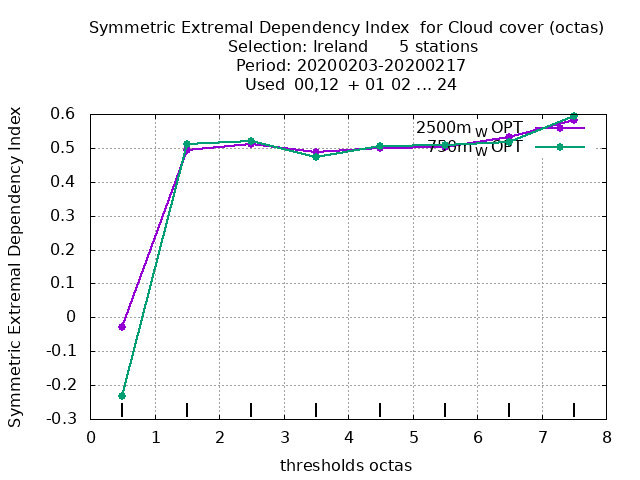 Symmetric Extremal Dependency Index for Cloud cover (octas)
Selection: Ireland 5 stations
Period: 20200203-20200217
Used 00,12 + 01 02 ... 24
Symmetric Extremal Dependency Index
0.6
0.5
0.4
0.3
0.2
0.1
0
-0.1
-0.2
-0.3
2500m W OPT
750m W OPT
0 1 2 3 4 5 6 7 8
thresholds octas